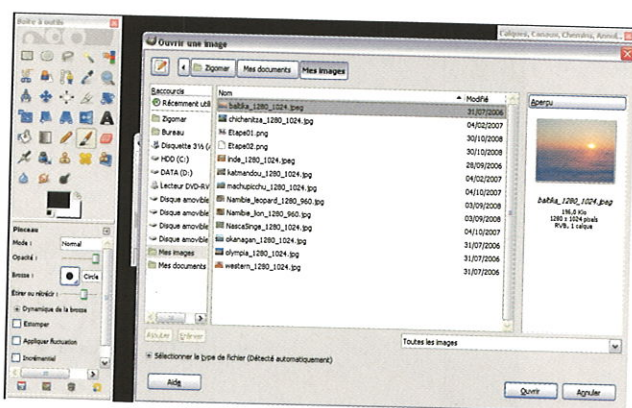 Boîte à outils
Calques, Canaux, Chemins, Annul...
Ouvrir une image
Zigomar
Mes documents
Mes images
Raccourcis
Récemment utili
Zigomar
Bureau
Disquette 3½ (
HDD (C:)
DATA (D:)
Lecteur DVD-RV
Disque amovible
Disque amovible
Disque amovible
Disque amovible
Mes images
Mes documents
Nom
Modifié
baltika_1280_1024.jpeg 31/07/2006
chichenitza_1280_1024.jpg 04/02/2007
Etape01.png 30/10/2008
Etape02.png 30/10/2008
inde_1280_1024.jpeg 28/09/2006
katmandou_1280_1024.jpg 04/02/2007
machupicchu_1280_1024.jpg 04/10/2007
Namibie_leopard_1280_960.jpg 03/09/2008
Namibie_lion_1280_960.jpg 03/09/2008
NascaSinge_1280_1024.jpg 04/10/2007
okanagan_1280_1024.jpg 31/07/2006
olympia_1280_1024.jpg 31/07/2006
western_1280_1024.jpg 31/07/2006
Aperçu
baltika_1280_1024.jpeg
196,0 Kio
1280 x 1024 pixels
RVB, 1 calque
Pinceau
Mode : Normal
Opacité :
Brosse : Circle
Étirer ou rétrécir :
Dynamique de la brosse
Estomper
Appliquer fluctuation
Incrémentiel
Ajouter
Enlever
Toutes les images
Sélectionner le type de fichier (Détecté automatiquement)
Aide
Ouvrir
Annuler